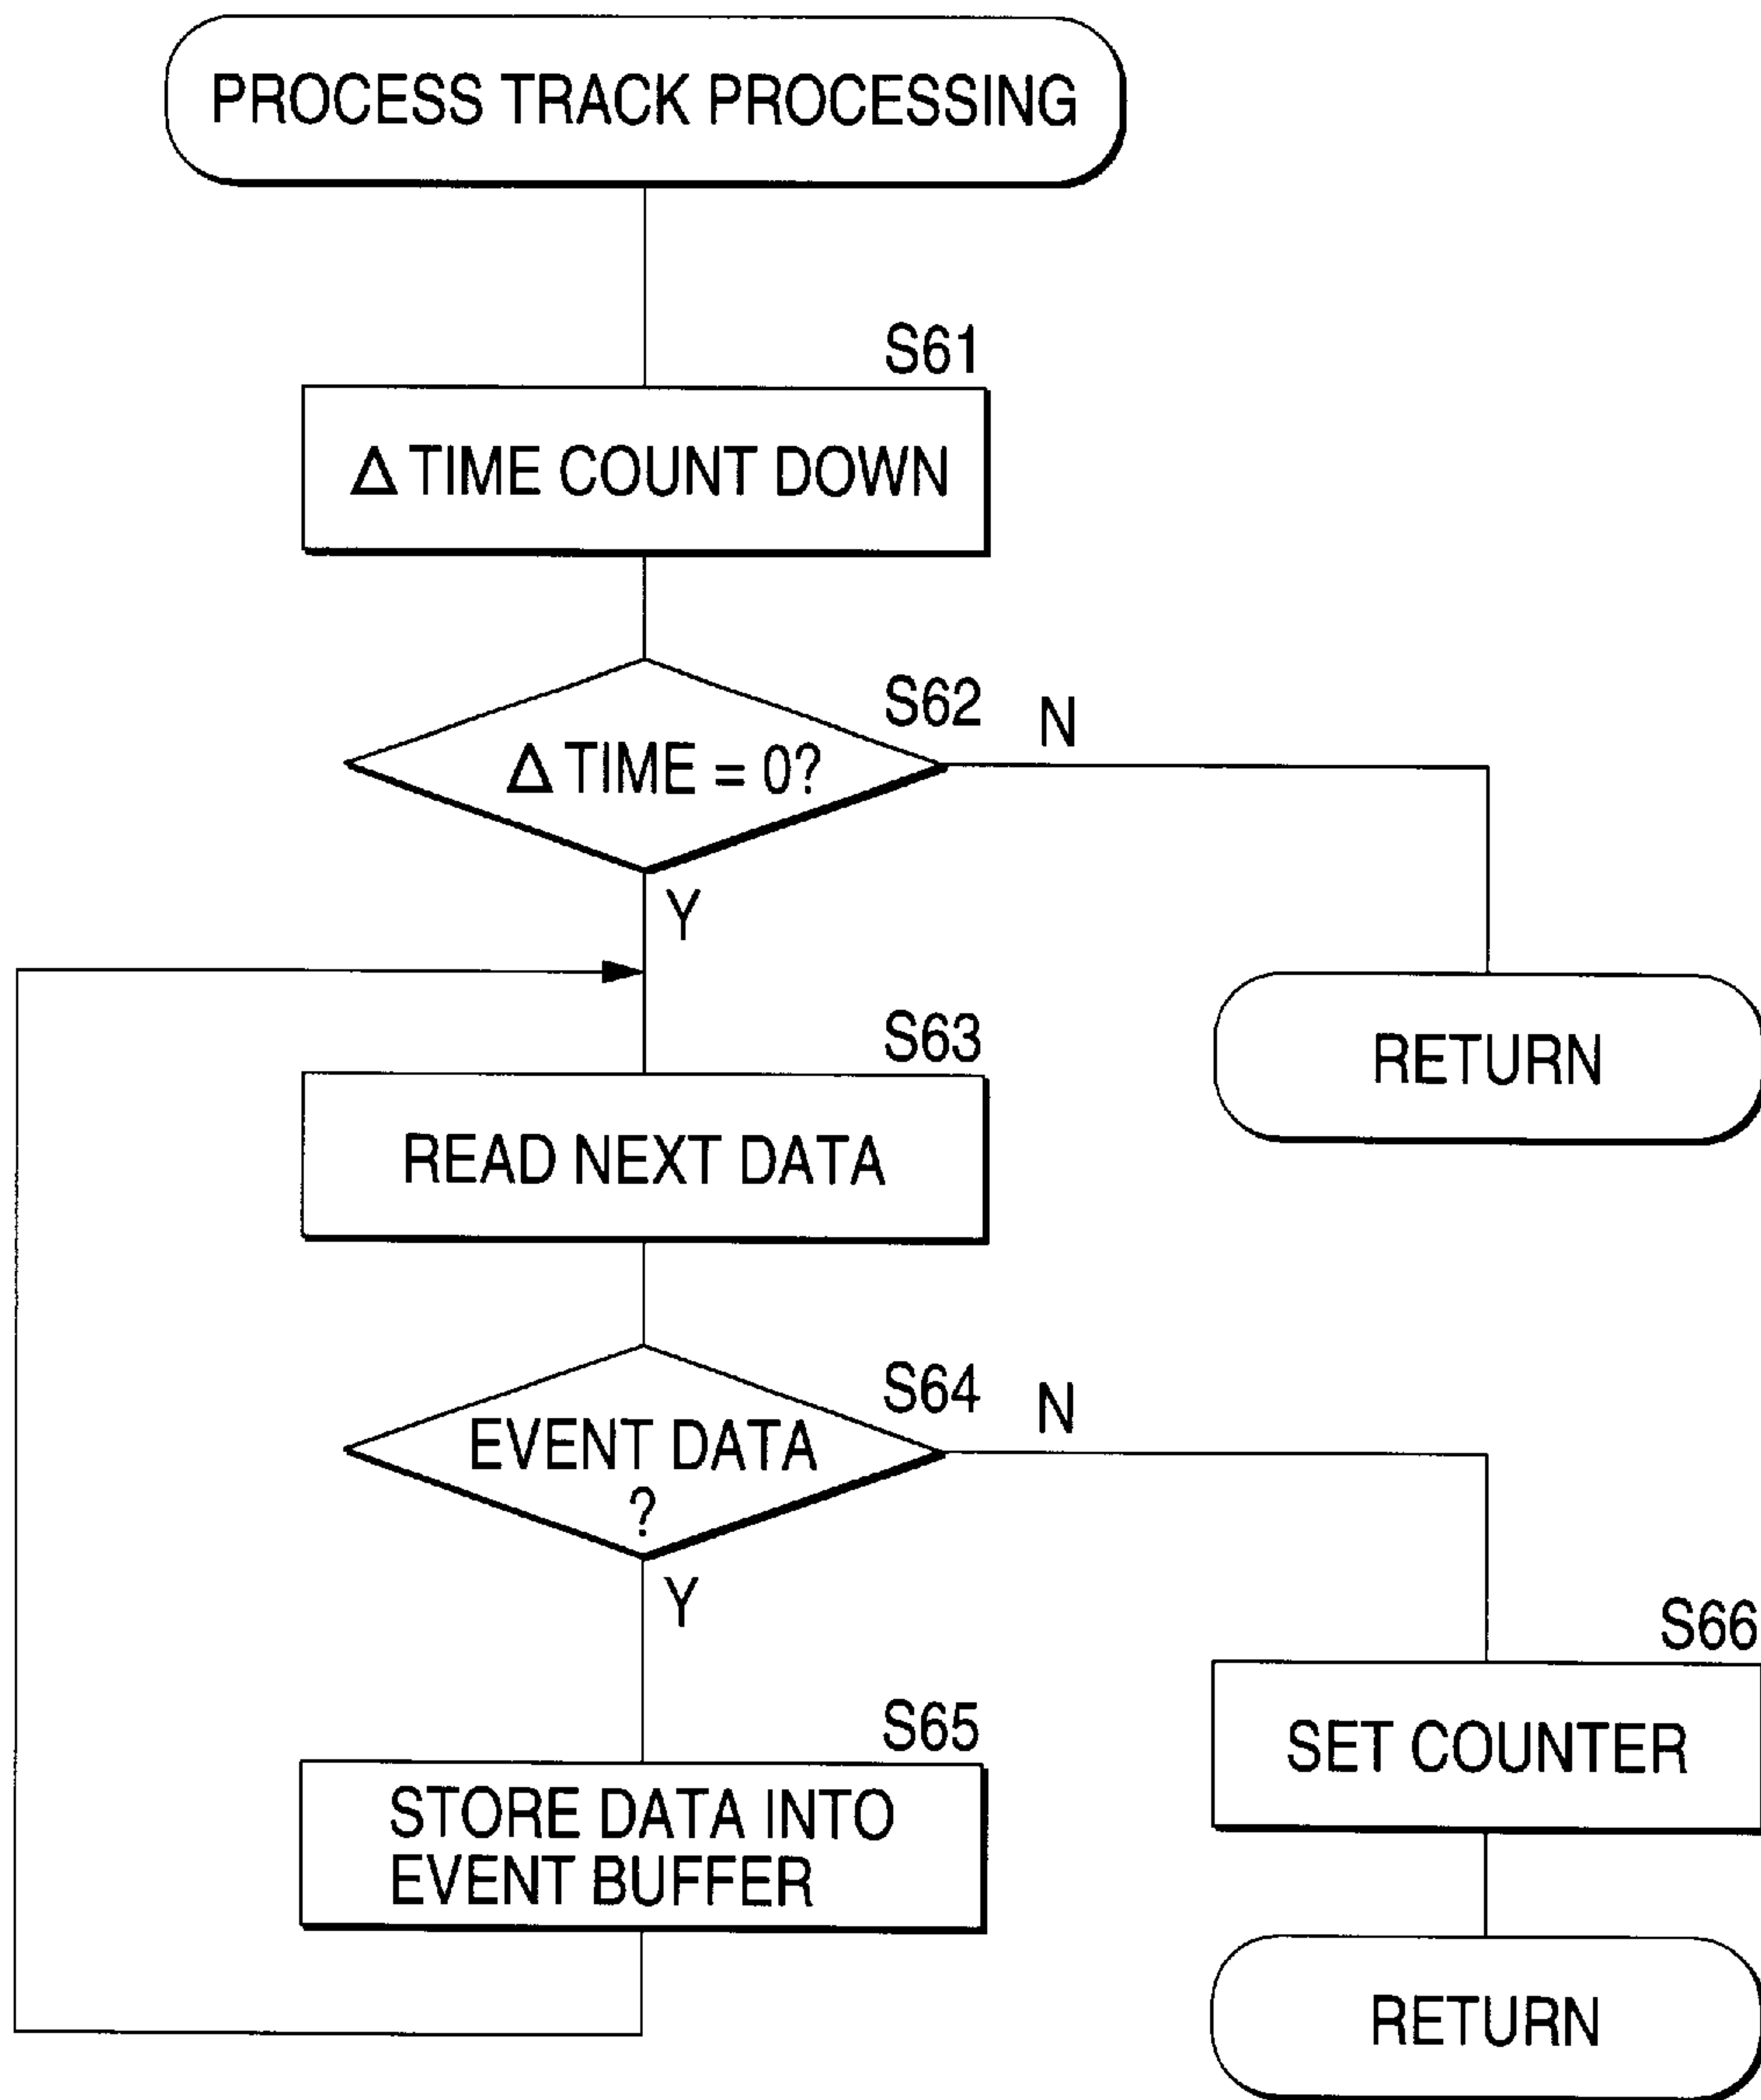 PROCESS TRACK PROCESSING
S61
Δ TIME COUNT DOWN
S62
N
Δ TIME = 0?
Y
S63
RETURN
READ NEXT DATA
S64
N
EVENT DATA
?
Y
S66
SET COUNTER
S65
STORE DATA INTO
EVENT BUFFER
RETURN